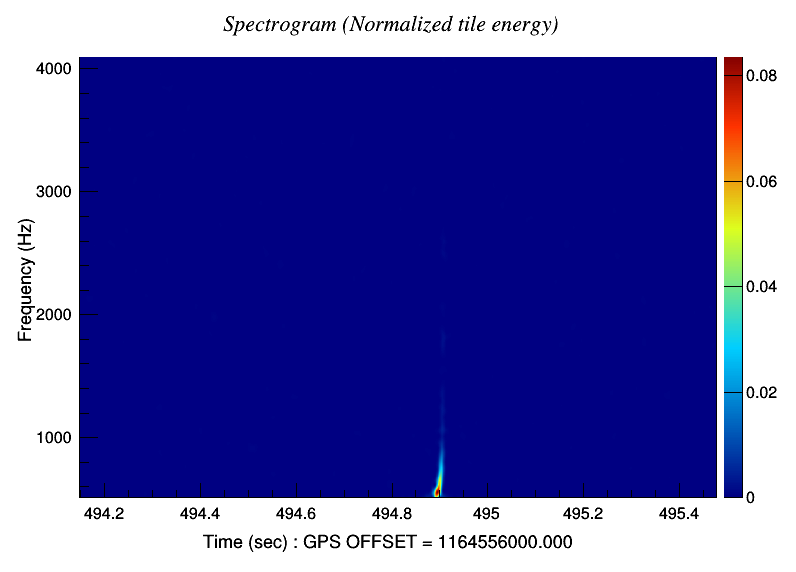 Spectrogram (Normalized tile energy)
Frequency (Hz)
4000
3000
2000
1000
0.08
0.06
0.04
0.02
0
494.2 494.4 494.6 494.8 495 495.2 495.4
Time (sec) : GPS OFFSET = 1164556000.000